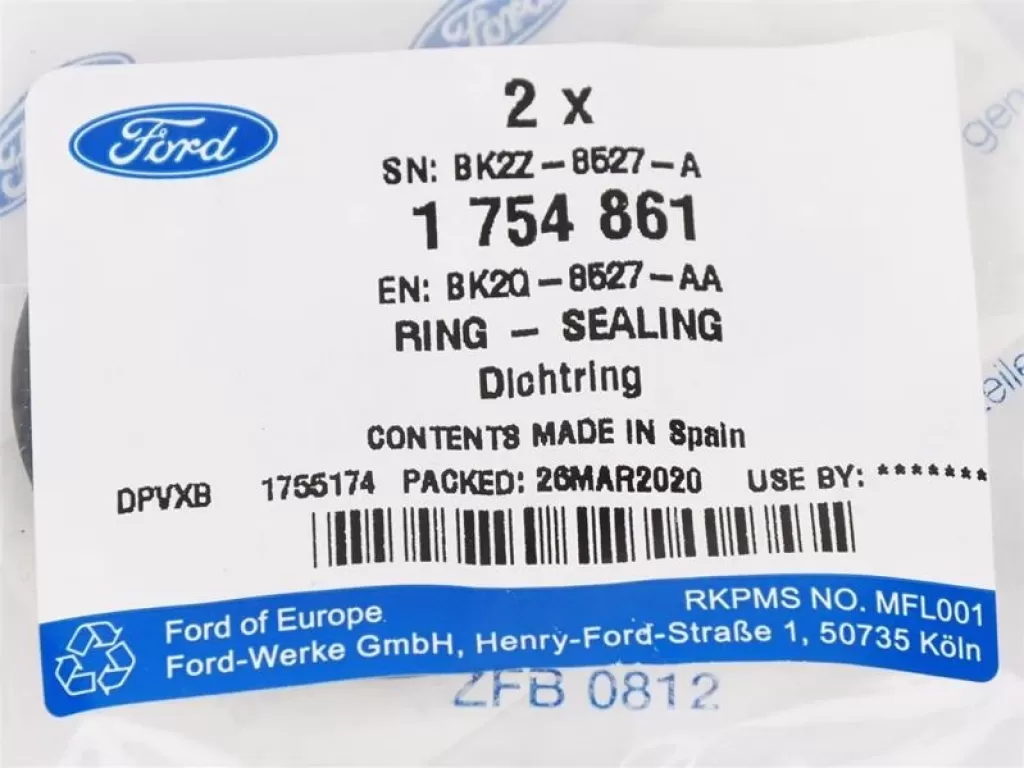 Ford
Ford
2 x
SN: BK2Z-8527-A
1 754 861
EN: BK2Q-8527-AA
RING - SEALING
Dichtring
CONTENTS MADE IN Spain
DPVXB 1755174 PACKED: 26MAR2020 USE BY: *******
Ford of Europe
RKPMS NO. MFL001
Ford-Werke GmbH, Henry-Ford-Straße 1, 50735 Köln
ZFB 0812